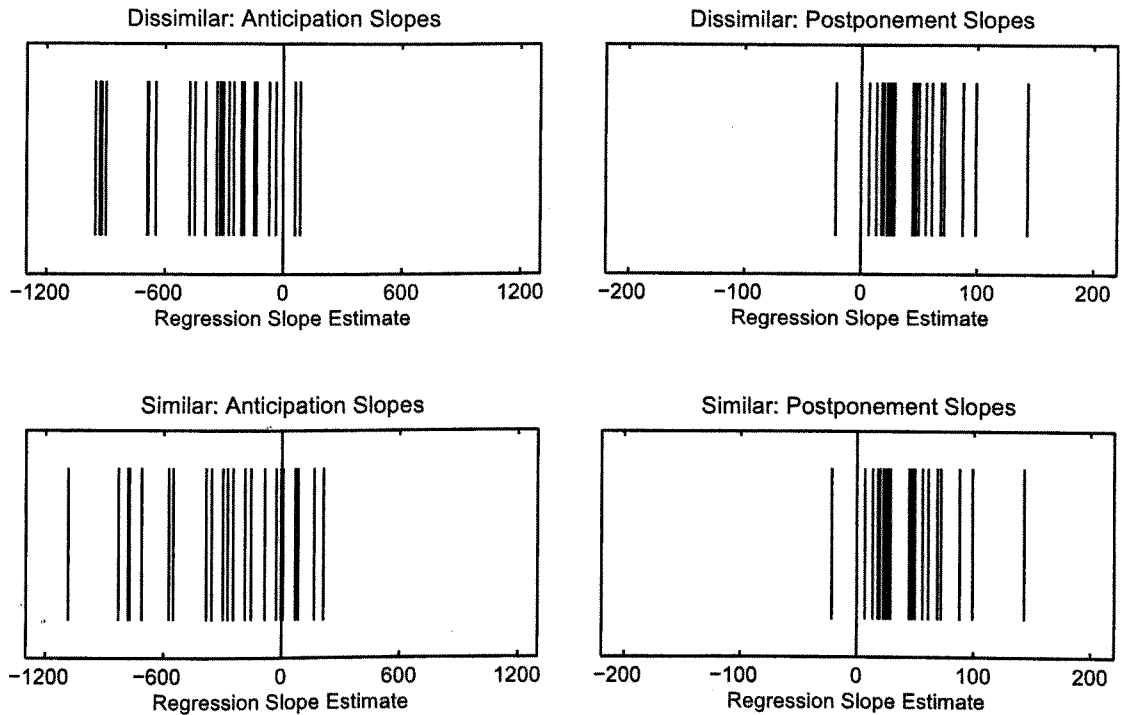 Dissimilar: Anticipation Slopes
−1200 −600 0 600 1200
Regression Slope Estimate
Dissimilar: Postponement Slopes
−200 −100 0 100 200
Regression Slope Estimate
Similar: Anticipation Slopes
−1200 −600 0 600 1200
Regression Slope Estimate
Similar: Postponement Slopes
−200 −100 0 100 200
Regression Slope Estimate